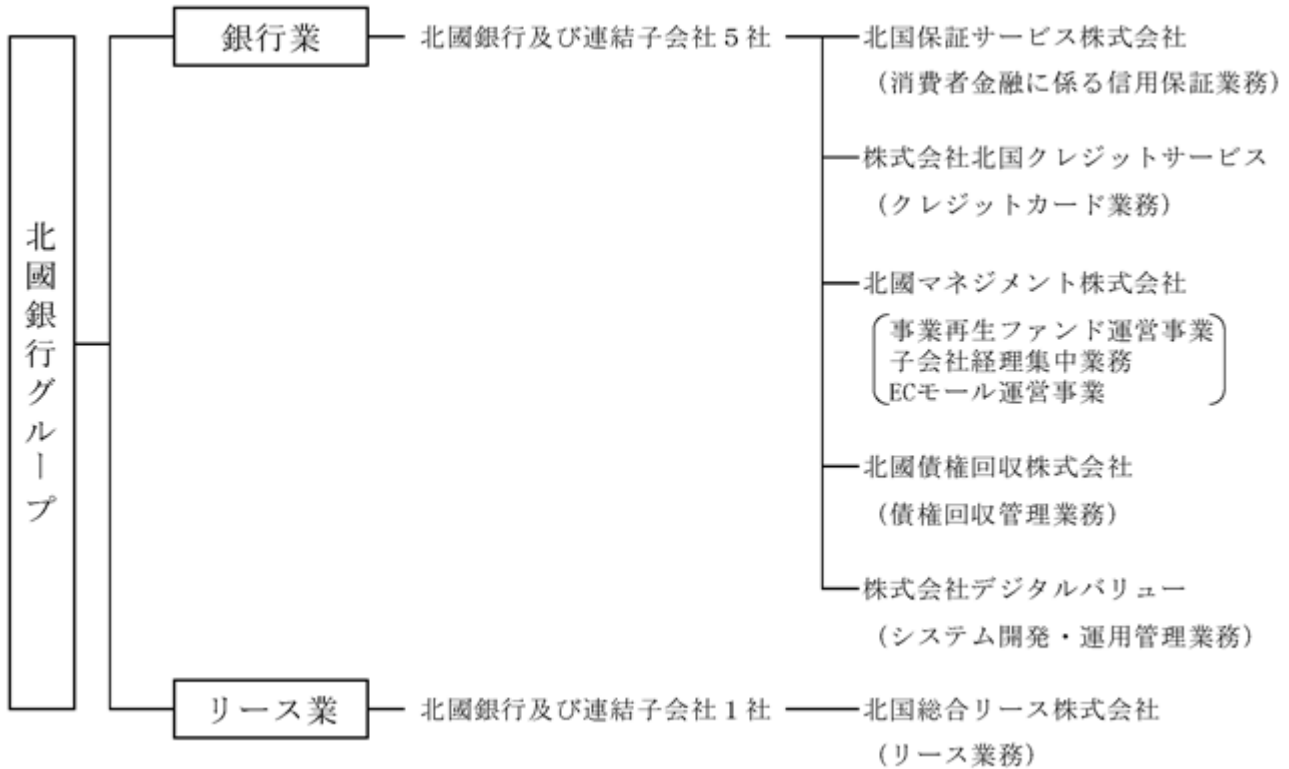 北國銀行グループ
銀行業
北國銀行及び連結子会社5社
北国保証サービス株式会社
(消費者金融に係る信用保証業務)
株式会社北国クレジットサービス
(クレジットカード業務)
北國マネジメント株式会社
事業再生ファンド運営事業
子会社経理集中業務
ECモール運営事業
北國債権回収株式会社
(債権回収管理業務)
株式会社デジタルバリュー
(システム開発・運用管理業務)
リース業
北國銀行及び連結子会社1社
北国総合リース株式会社
(リース業務)